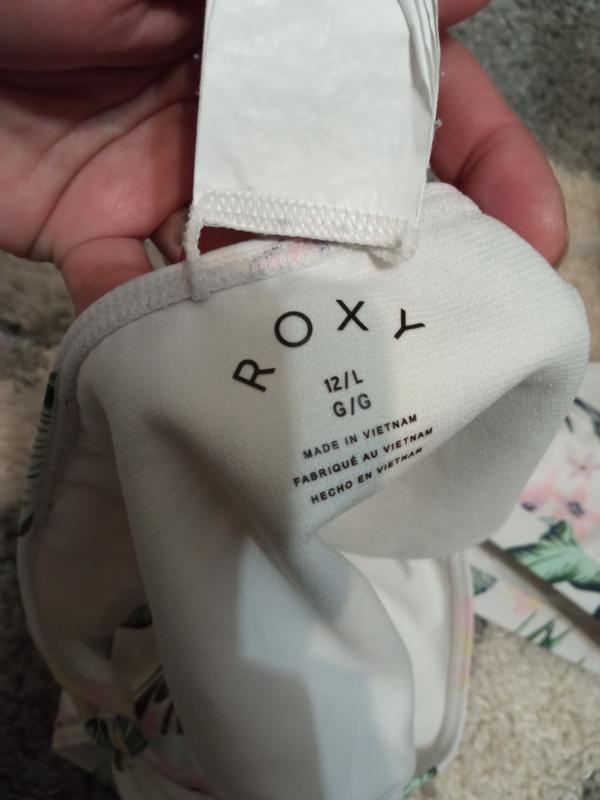 ROXY
12/L
G/G
MADE IN VIETNAM
FABRIQUÉ AU VIETNAM
HECHO EN VIETNAM